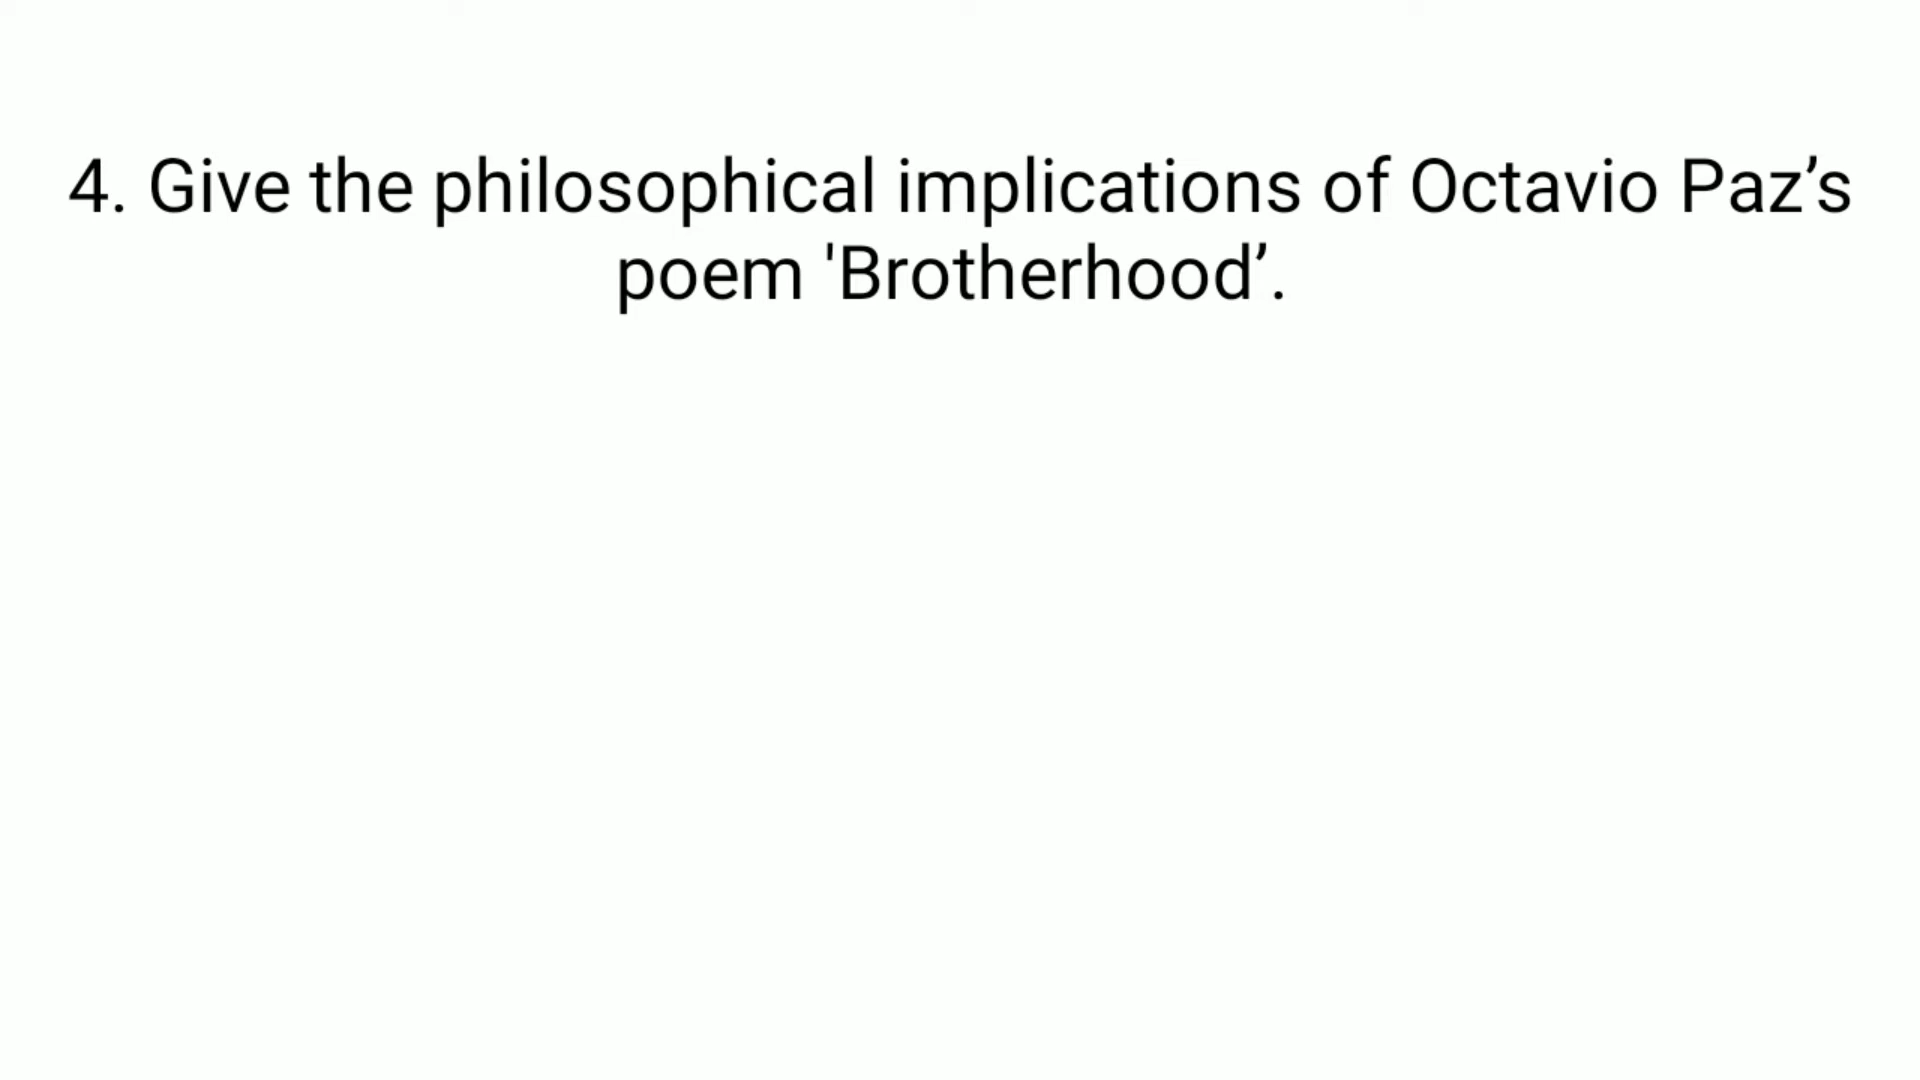 4. Give the philosophical implications of Octavio Paz’s
poem 'Brotherhood’.